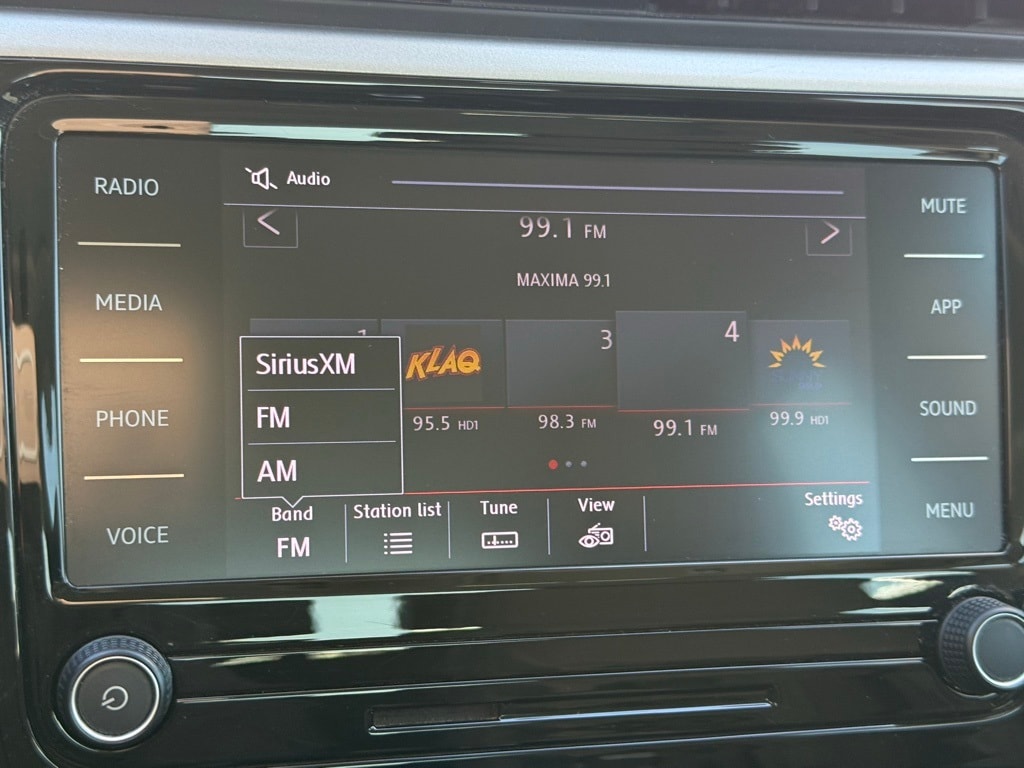 RADIO
MEDIA
PHONE
VOICE
Audio
99.1 FM
MAXIMA 99.1
1
KLAQ
3
4
95.5 HD1
98.3 FM
99.1 FM
99.9 HD1
SiriusXM
FM
AM
Band
FM
Station list
Tune
View
Settings
MUTE
APP
SOUND
MENU